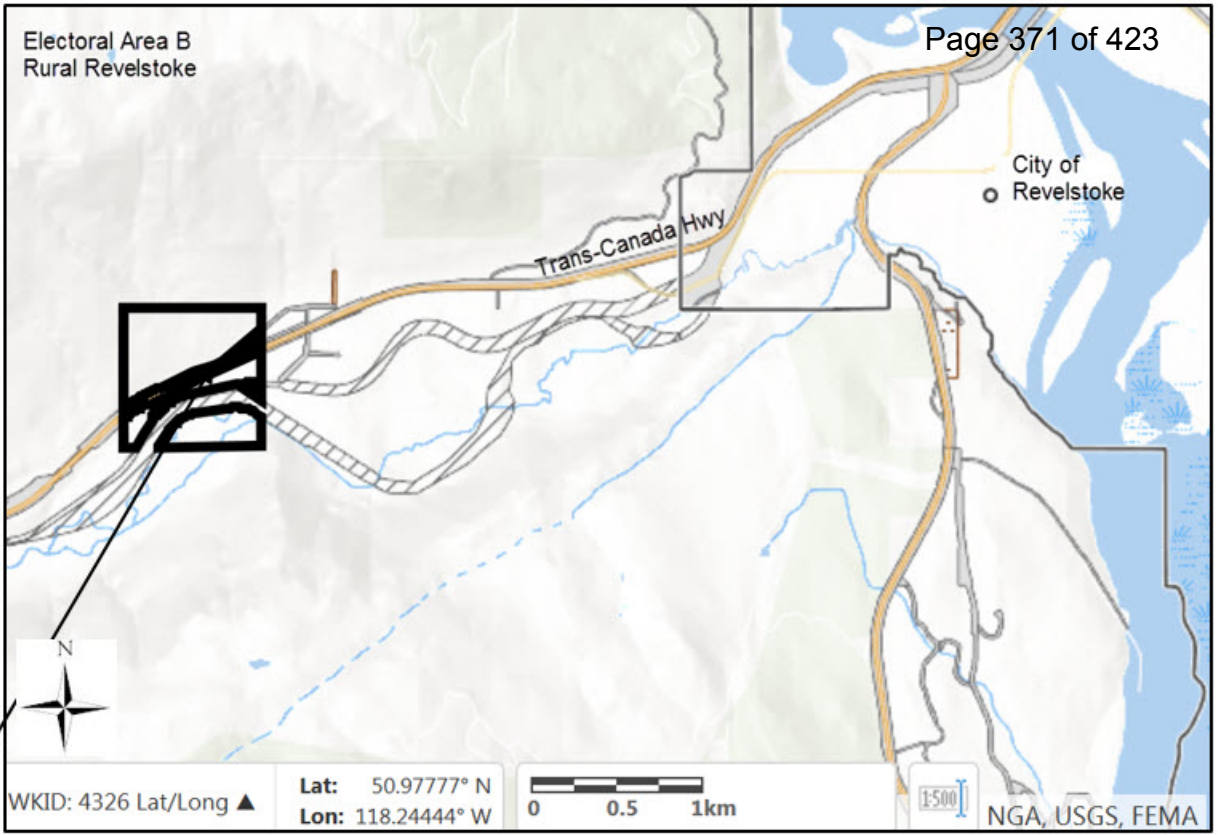 Electoral Area B
Rural Revelstoke
Page 371 of 423
City of
Revelstoke
Trans-Canada Hwy
N
WKID: 4326 Lat/Long ▲
Lat: 50.97777° N
Lon: 118.24444° W
0 0.5 1km
1:500
NGA, USGS, FEMA